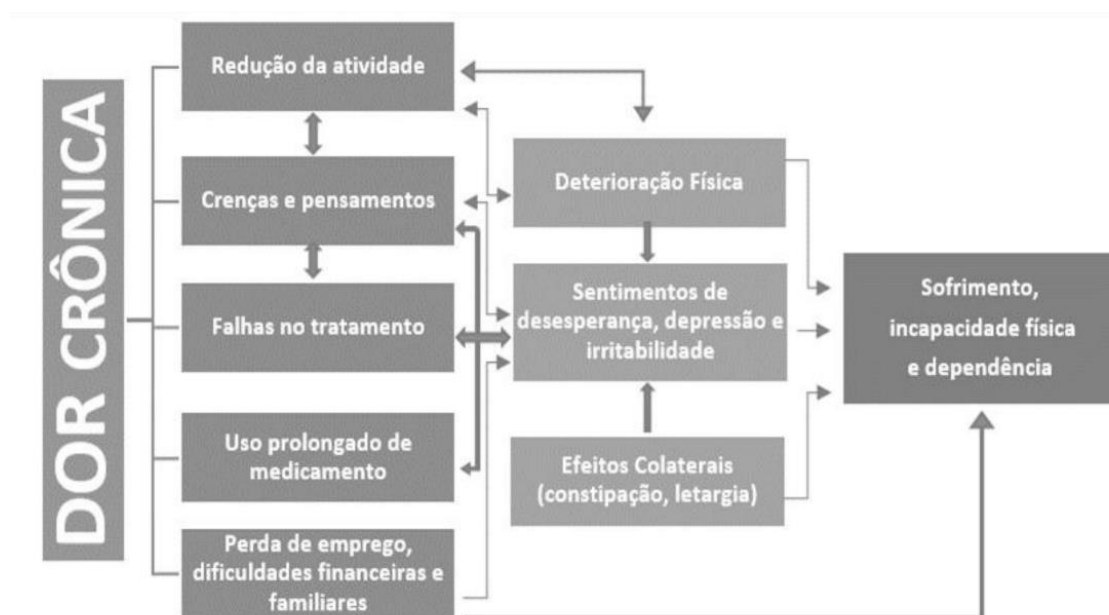 DOR CRÔNICA
Redução da atividade
Crenças e pensamentos
Falhas no tratamento
Uso prolongado de
medicamento
Perda de emprego,
dificuldades financeiras e
familiares
Deterioração Física
Sentimentos de
desesperança, depressão e
irritabilidade
Efeitos Colaterais
(constipação, letargia)
Sofrimento,
incapacidade física
e dependência